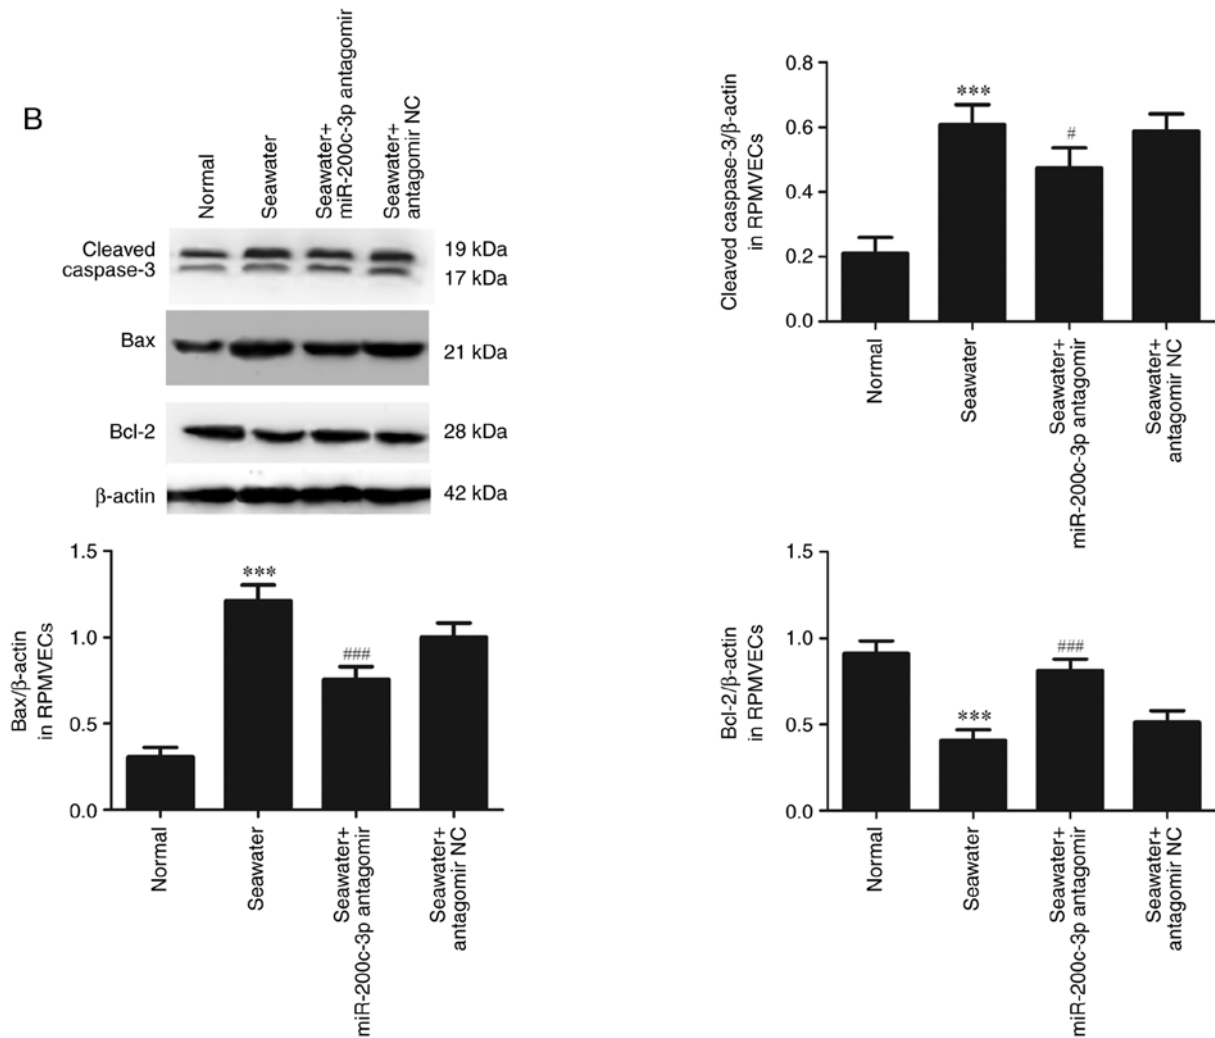 B
Normal
Seawater
Seawater+
miR-200c-3p antagomir
Seawater+
antagomir NC
Cleaved
caspase-3
19 kDa
17 kDa
Bax
21 kDa
Bcl-2
28 kDa
β-actin
42 kDa
Cleaved caspase-3/β-actin
in RPMVECs
0.8
0.6
0.4
0.2
0.0
***
#
Normal
Seawater
Seawater+
miR-200c-3p antagomir
Seawater+
antagomir NC
Bax/β-actin
in RPMVECs
1.5
1.0
0.5
0.0
***
###
Normal
Seawater
Seawater+
miR-200c-3p antagomir
Seawater+
antagomir NC
Bcl-2/β-actin
in RPMVECs
1.5
1.0
0.5
0.0
***
###
Normal
Seawater
Seawater+
miR-200c-3p antagomir
Seawater+
antagomir NC